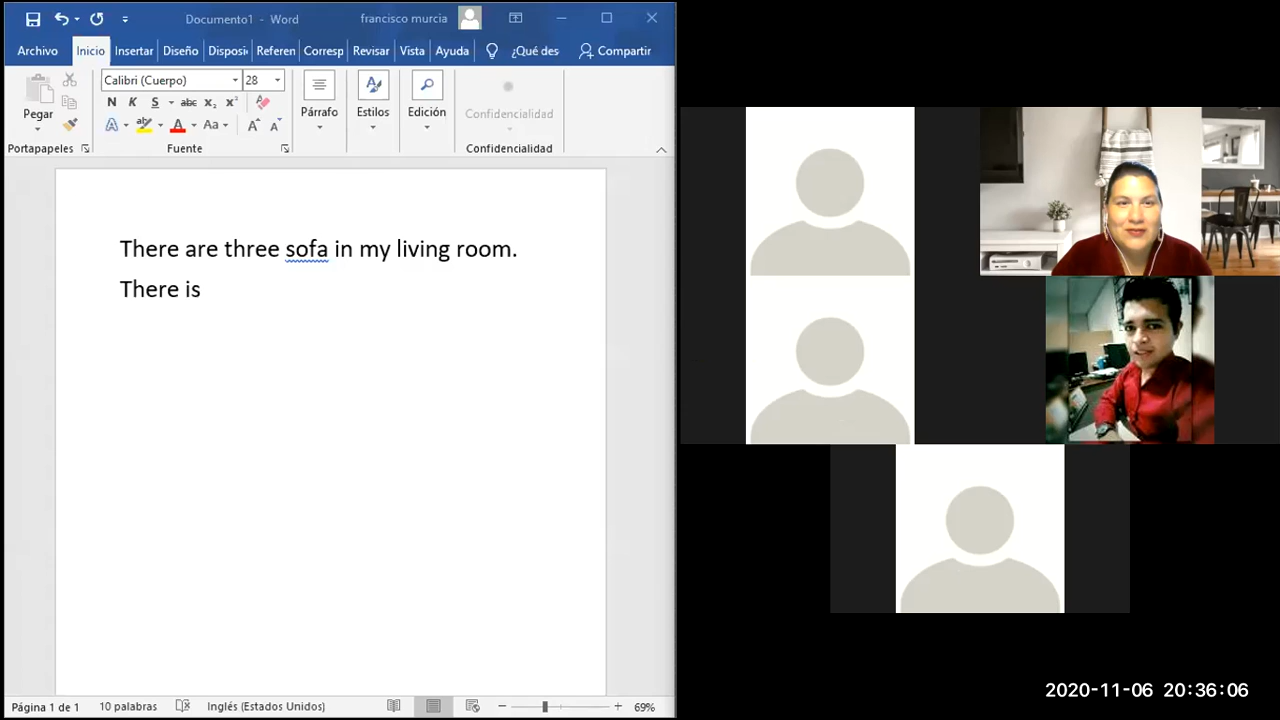 Documento1 - Word
francisco murcia
Archivo Inicio Insertar Diseño Disposi Referen Corresp Revisar Vista Ayuda ¿Qué des Compartir
Calibri (Cuerpo) 28
Pegar
N K S abc x₂ x²
A aby A Aa A A
Párrafo Estilos Edición Confidencialidad
Portapapeles Fuente Confidencialidad
There are three sofa in my living room.
There is
Página 1 de 1 10 palabras Inglés (Estados Unidos) 69%
2020-11-06 20:36:06